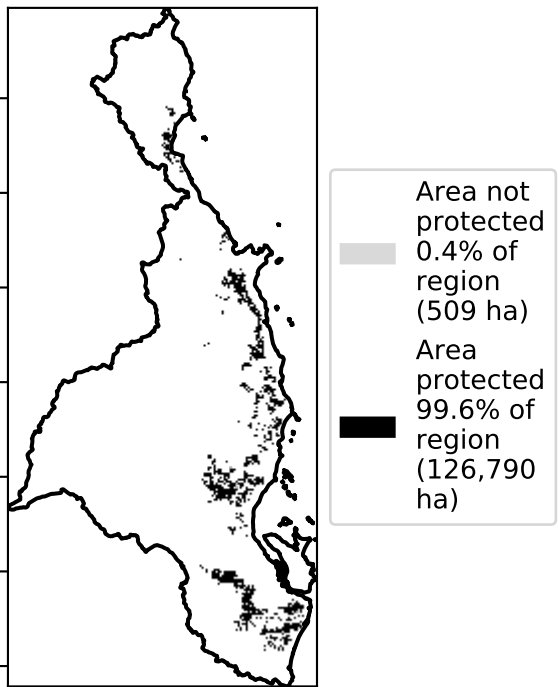 Area not
protected
0.4% of
region
(509 ha)
Area
protected
99.6% of
region
(126,790
ha)